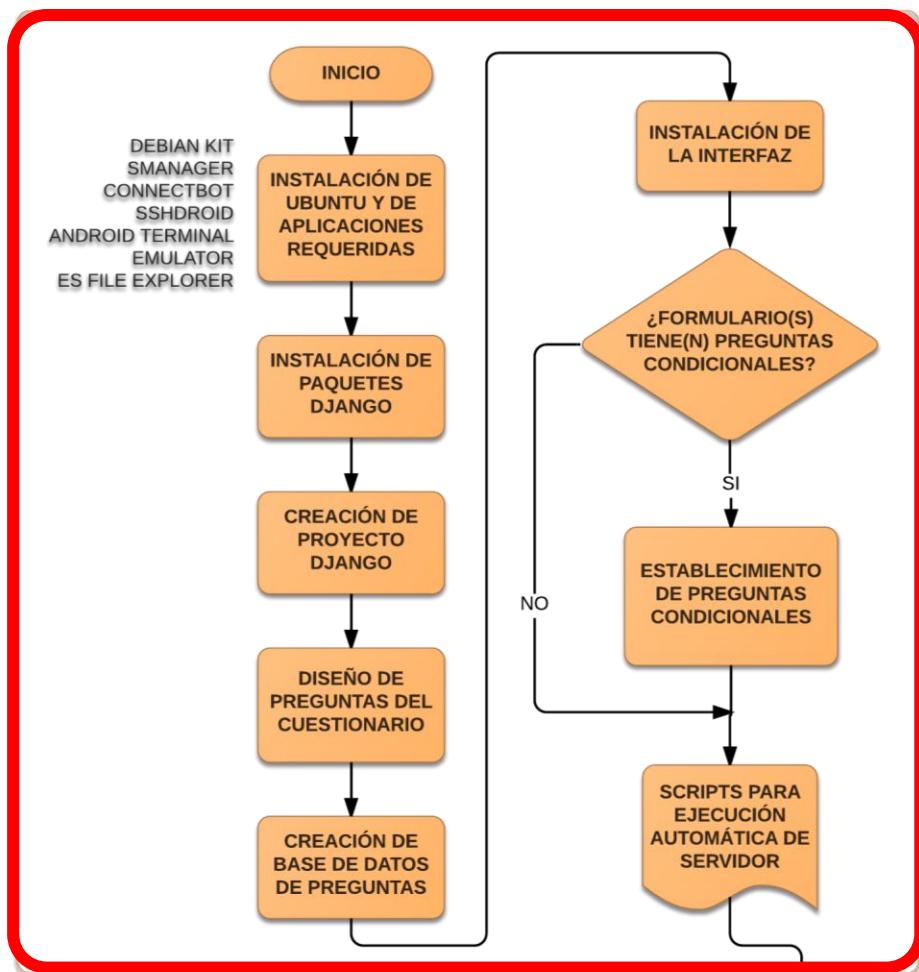 INICIO
DEBIAN KIT
SMANAGER
CONNECTBOT
SSHDROID
ANDROID TERMINAL
EMULATOR
ES FILE EXPLORER
INSTALACIÓN DE
UBUNTU Y DE
APLICACIONES
REQUERIDAS
INSTALACIÓN DE
PAQUETES
DJANGO
CREACIÓN DE
PROYECTO
DJANGO
DISEÑO DE
PREGUNTAS DEL
CUESTIONARIO
CREACIÓN DE
BASE DE DATOS
DE PREGUNTAS
INSTALACIÓN DE
LA INTERFAZ
¿FORMULARIO(S)
TIENE(N) PREGUNTAS
CONDICIONALES?
SI
NO
ESTABLECIMIENTO
DE PREGUNTAS
CONDICIONALES
SCRIPTS PARA
EJECUCIÓN
AUTOMÁTICA DE
SERVIDOR